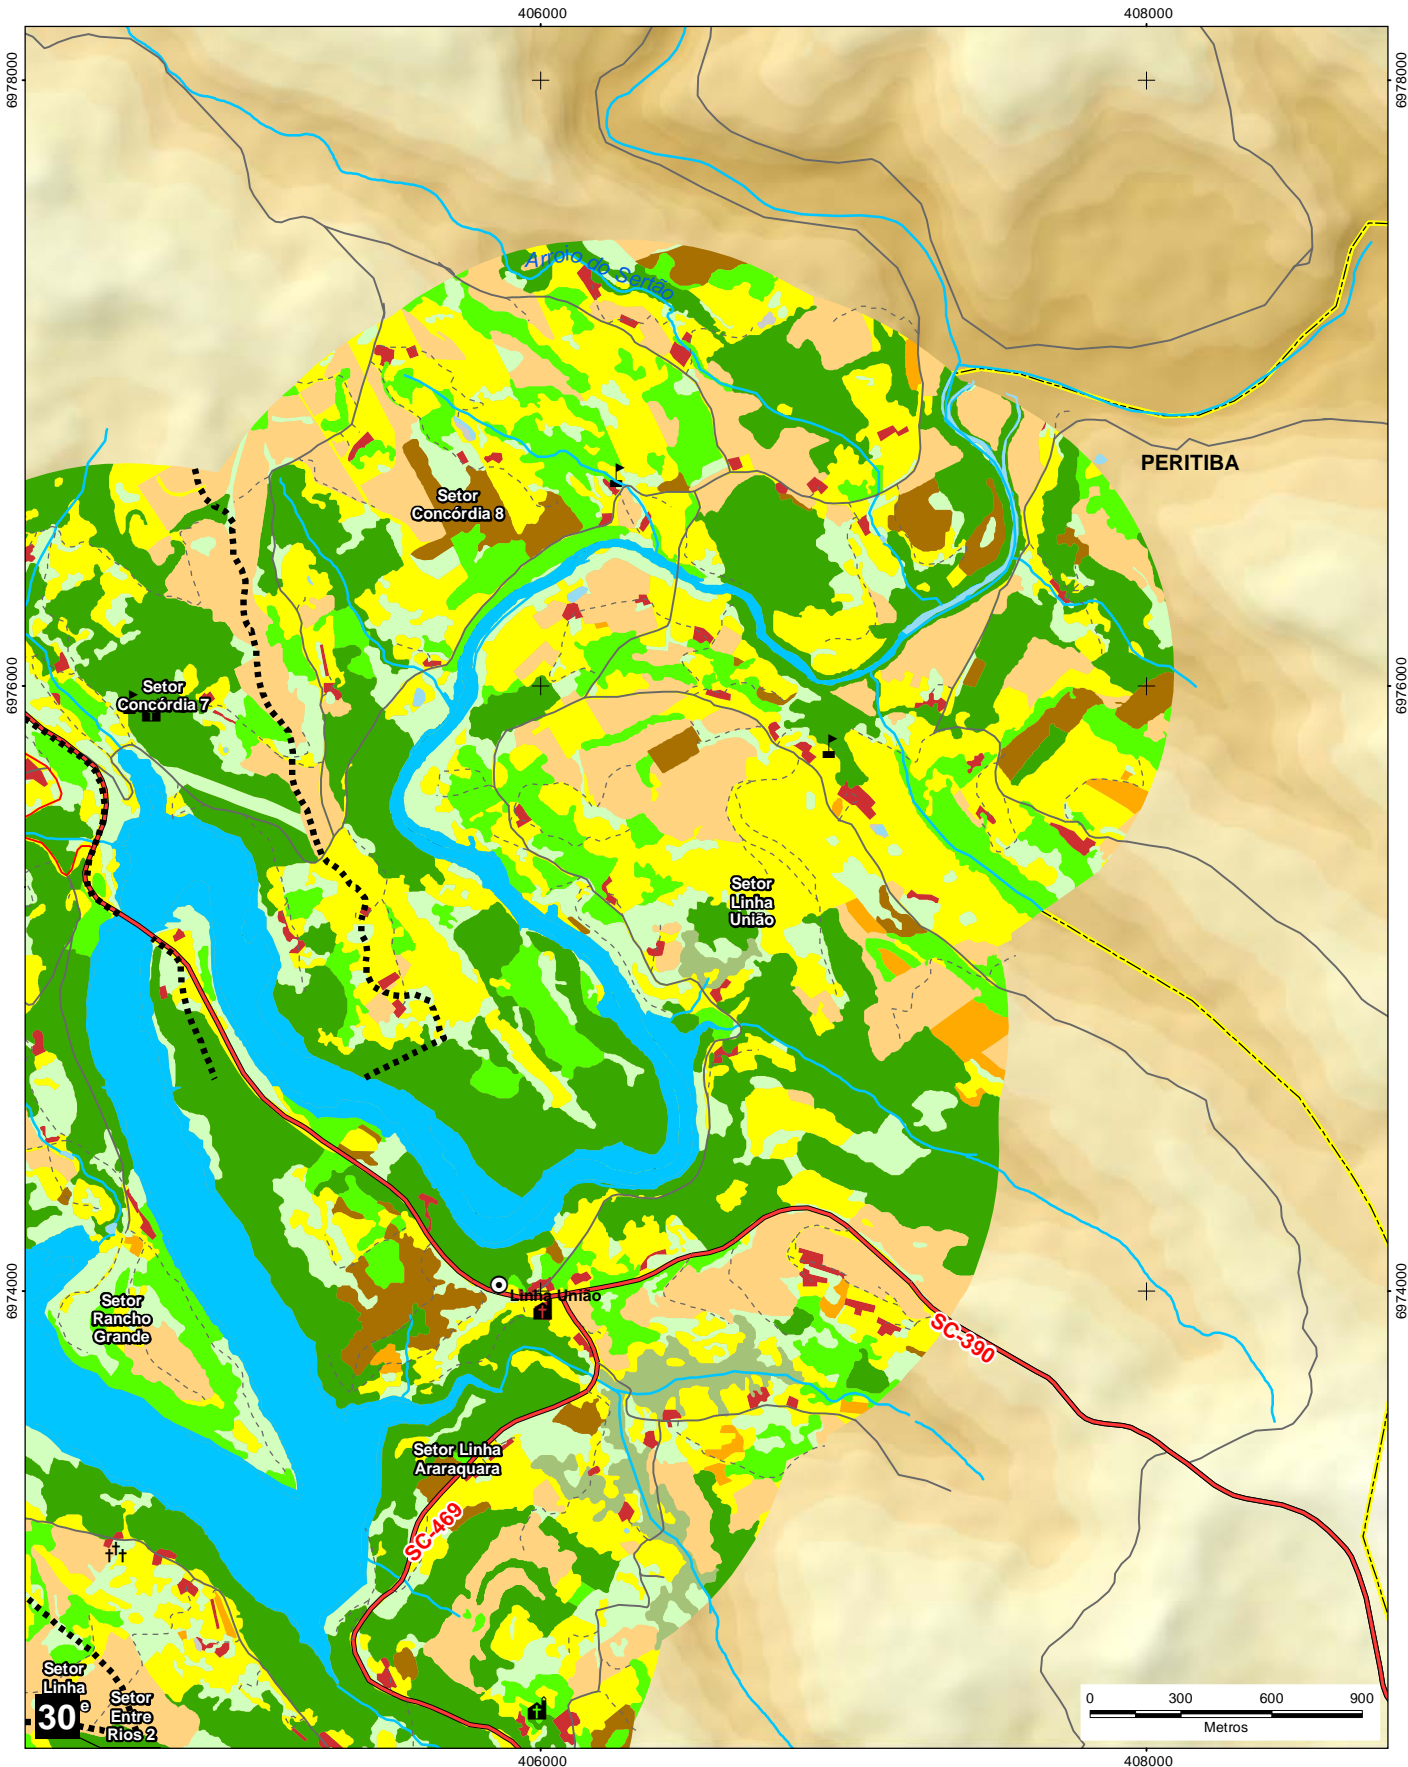 406000
408000
6978000
6978000
Arroio do Sertão
PERITIBA
Setor
Concórdia 8
6976000
6976000
Setor
Concórdia 7
Setor
Linha
União
Linha União
6974000
6974000
Setor
Rancho
Grande
SC-390
Setor Linha
Araraquara
SC-469
Setor
Linha
e
30
Setor
Entre
Rios 2
0 300 600 900
Metros
406000
408000